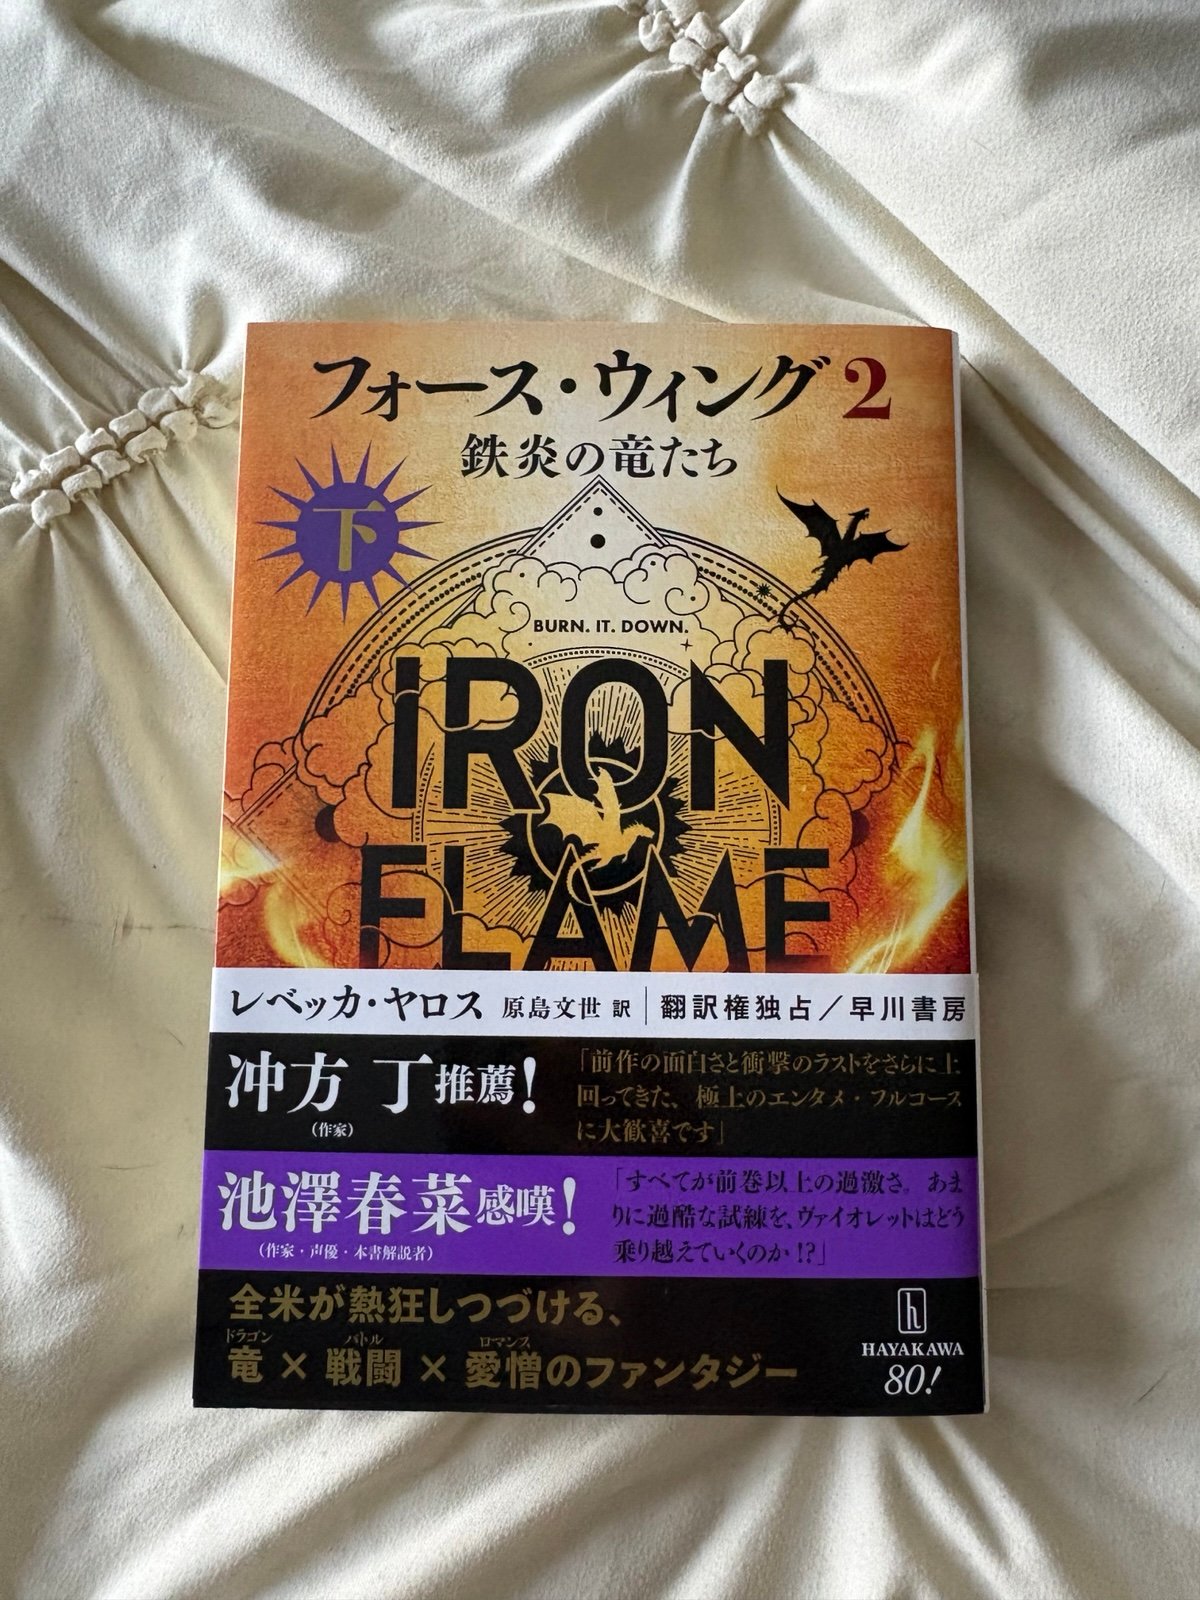 フォース・ウィング2
鉄炎の竜たち
下
BURN. IT. DOWN.
IRON
FLAME
レベッカ・ヤロス 原島文世 訳 | 翻訳権独占／早川書房
冲方 丁 推薦!
(作家)
「前作の面白さと衝撃のラストをさらに上
回ってきた、極上のエンタメ・フルコース
に大歓喜です」
池澤春菜 感嘆!
(作家・声優・本書解説者)
「すべてが前巻以上の過激さ。あま
りに過酷な試練を、ヴァイオレットはどう
乗り越えていくのか!?」
全米が熱狂しつづける、
ドラゴン バトル ロマンス
竜×戦闘×愛憎のファンタジー
h
HAYAKAWA
80!